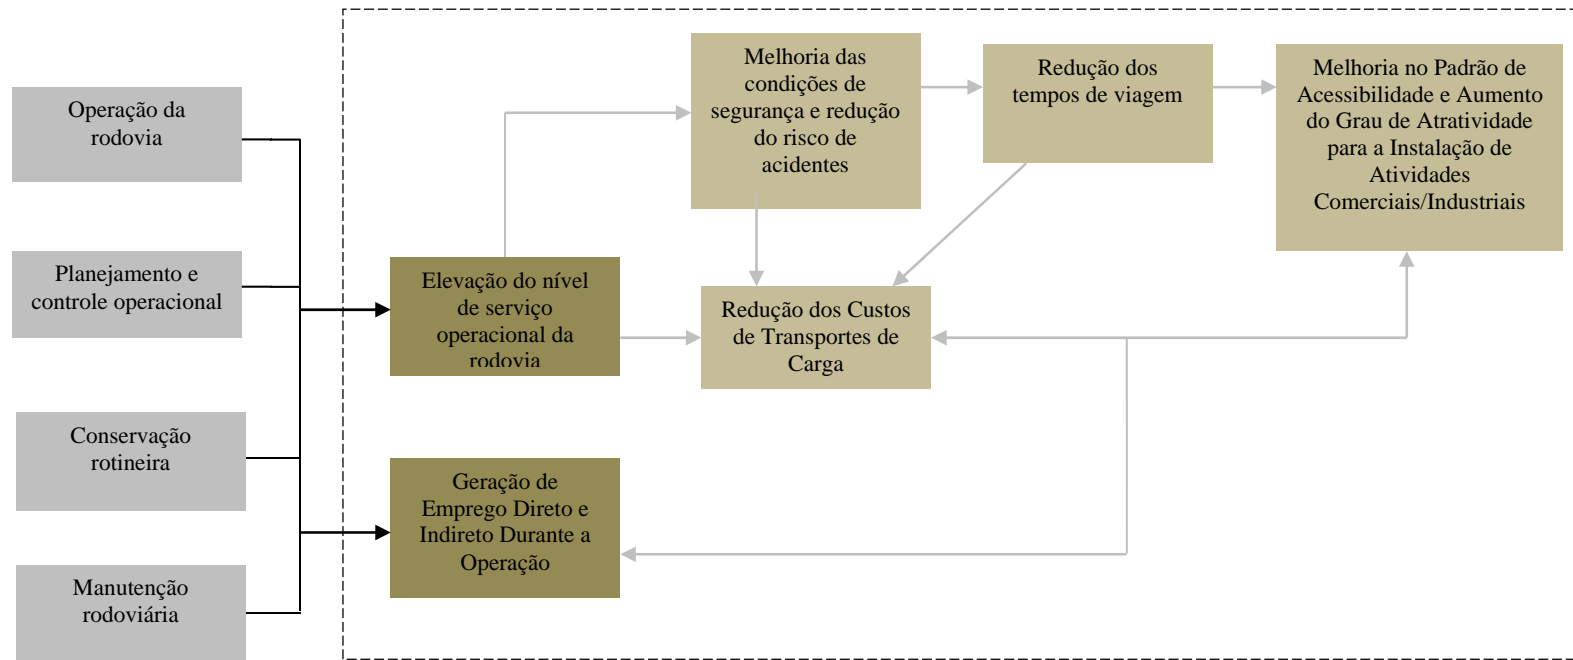 Operação da
rodovia
Planejamento e
controle operacional
Conservação
rotineira
Manutenção
rodoviária
Elevação do nível
de serviço
operacional da
rodovia
Geração de
Emprego Direto e
Indireto Durante a
Operação
Melhoria das
condições de
segurança e redução
do risco de
acidentes
Redução dos Custos
de Transportes de
Carga
Redução dos
tempos de viagem
Melhoria no Padrão de
Acessibilidade e Aumento
do Grau de Atratividade
para a Instalação de
Atividades
Comerciais/Industriais